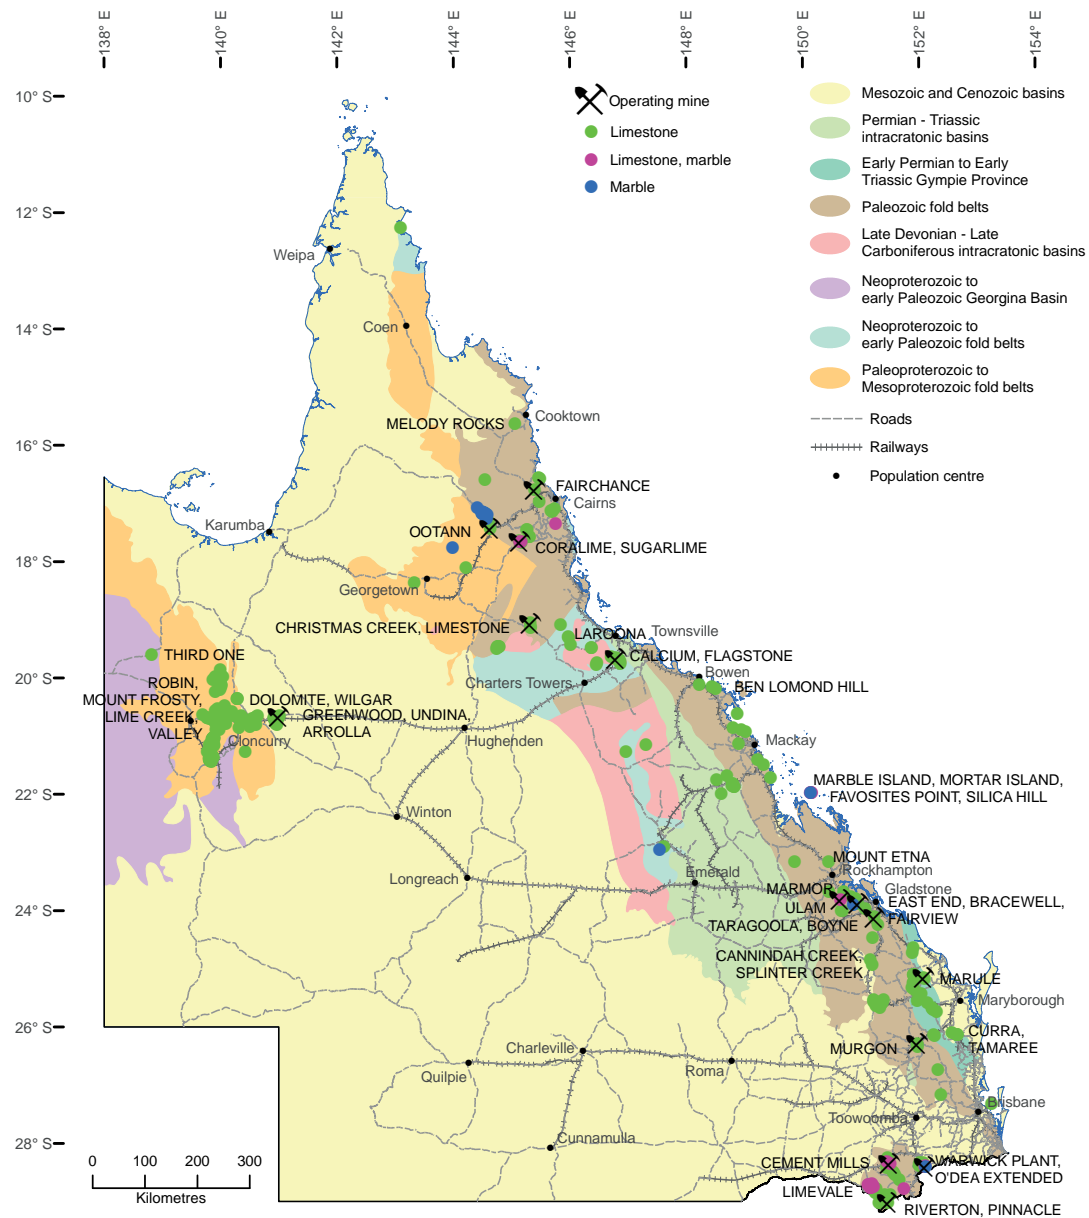 138° E
140° E
142° E
144° E
146° E
148° E
150° E
152° E
154° E
10° S
12° S
14° S
16° S
18° S
20° S
22° S
24° S
26° S
28° S
Operating mine
Limestone
Limestone, marble
Marble
Mesozoic and Cenozoic basins
Permian - Triassic
intracratonic basins
Early Permian to Early
Triassic Gympie Province
Paleozoic fold belts
Late Devonian - Late
Carboniferous intracratonic basins
Neoproterozoic to
early Paleozoic Georgina Basin
Neoproterozoic to
early Paleozoic fold belts
Paleoproterozoic to
Mesoproterozoic fold belts
Roads
Railways
Population centre
Weipa
Coen
Cooktown
MELODY ROCKS
FAIRCHANCE
Cairns
Karumba
OOTANN
CORALIME, SUGARLIME
Georgetown
CHRISTMAS CREEK, LIMESTONE
LAROONA
Townsville
THIRD ONE
CALCIUM, FLAGSTONE
Charters Towers
Bowen
BEN LOMOND HILL
ROBIN,
MOUNT FROSTY,
LIME CREEK,
VALLEY
DOLOMITE, WILGAR
GREENWOOD, UNDINA,
ARROLLA
Cloncurry
Hughenden
Mackay
MARBLE ISLAND, MORTAR ISLAND,
FAVOSITES POINT, SILICA HILL
Winton
MOUNT ETNA
Rockhampton
Longreach
Emerald
MARMOR
Gladstone
ULAM
EAST END, BRACEWELL,
FAIRVIEW
TARAGOOLA, BOYNE
CANNINDAH CREEK,
SPLINTER CREEK
MARULE
Maryborough
CURRA,
TAMAREE
MURGON
Charleville
Quilpie
Roma
Brisbane
Toowoomba
Cunnamulla
CEMENT MILLS
WARWICK PLANT,
O'DEA EXTENDED
LIMEVALE
RIVERTON, PINNACLE
0 100 200 300
Kilometres